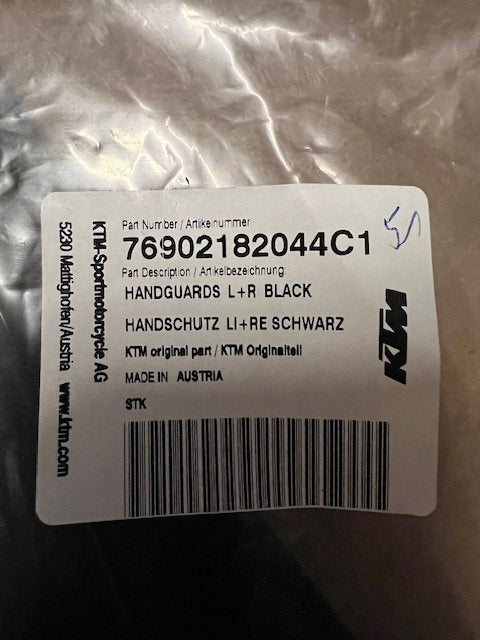 Part Number / Artikelnummer
76902182044C1
Part Description / Artikelbezeichnung
HANDGUARDS L+R BLACK
HANDSCHUTZ LI+RE SCHWARZ
KTM original part / KTM Originalteil
MADE IN AUSTRIA
STK
KTM
KTM-Sportmotorcycle AG
5230 Mattighofen/Austria www.ktm.com